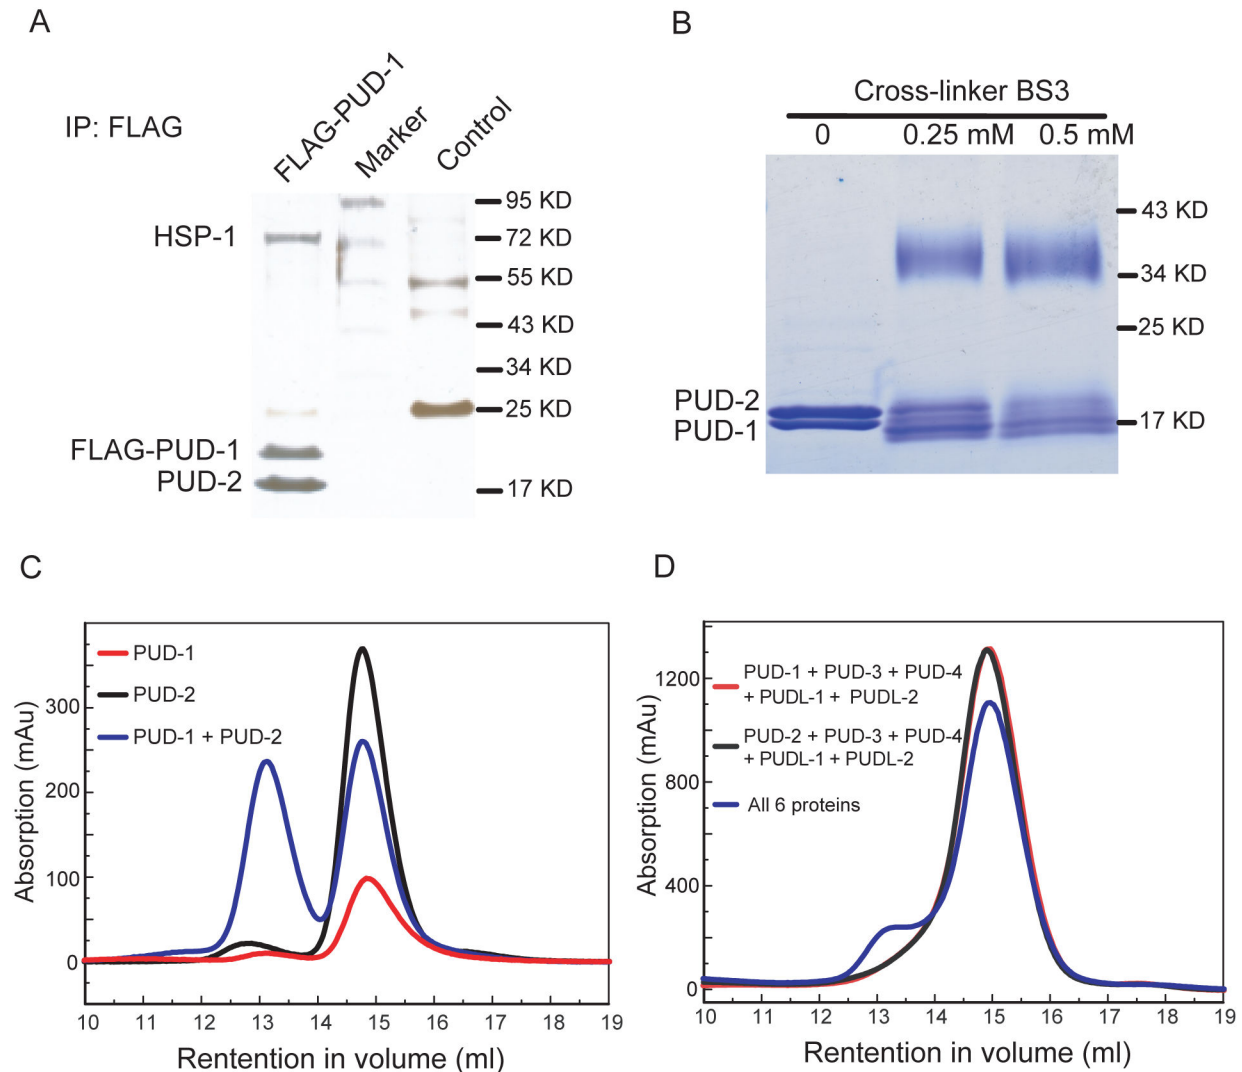 A
IP: FLAG
FLAG-PUD-1
Marker
Control
HSP-1
FLAG-PUD-1
PUD-2
95 KD
72 KD
55 KD
43 KD
34 KD
25 KD
17 KD
B
Cross-linker BS3
0 0.25 mM 0.5 mM
PUD-2
PUD-1
43 KD
34 KD
25 KD
17 KD
C
PUD-1
PUD-2
PUD-1 + PUD-2
Absorption (mAu)
300
200
100
0
10 11 12 13 14 15 16 17 18 19
Rentention in volume (ml)
D
PUD-1 + PUD-3 + PUD-4
+ PUDL-1 + PUDL-2
PUD-2 + PUD-3 + PUD-4
+ PUDL-1 + PUDL-2
All 6 proteins
Absorption (mAu)
1200
800
400
0
10 11 12 13 14 15 16 17 18 19
Rentention in volume (ml)